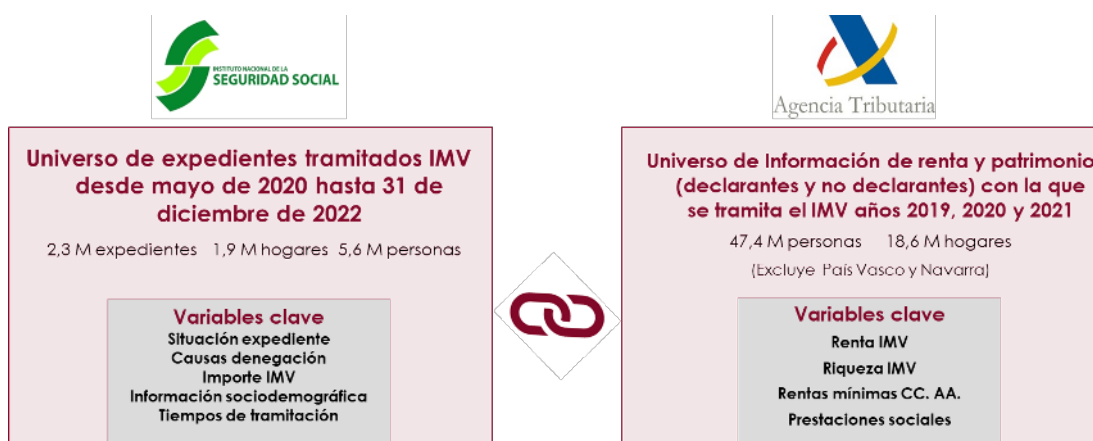 INSTITUTO NACIONAL DE LA
SEGURIDAD SOCIAL
Agencia Tributaria
Universo de expedientes tramitados IMV
desde mayo de 2020 hasta 31 de
diciembre de 2022
2,3 M expedientes 1,9 M hogares 5,6 M personas
Variables clave
Situación expediente
Causas denegación
Importe IMV
Información sociodemográfica
Tiempos de tramitación
Universo de Información de renta y patrimonio
(declarantes y no declarantes) con la que
se tramita el IMV años 2019, 2020 y 2021
47,4 M personas 18,6 M hogares
(Excluye País Vasco y Navarra)
Variables clave
Renta IMV
Riqueza IMV
Rentas mínimas CC. AA.
Prestaciones sociales